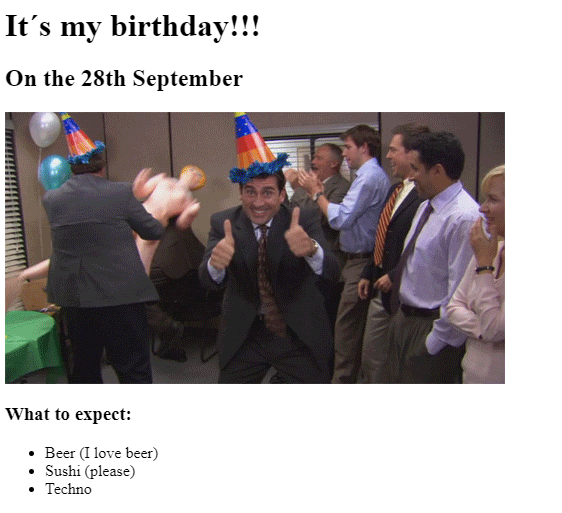 It´s my birthday!!!
On the 28th September
What to expect:
Beer (I love beer)
Sushi (please)
Techno